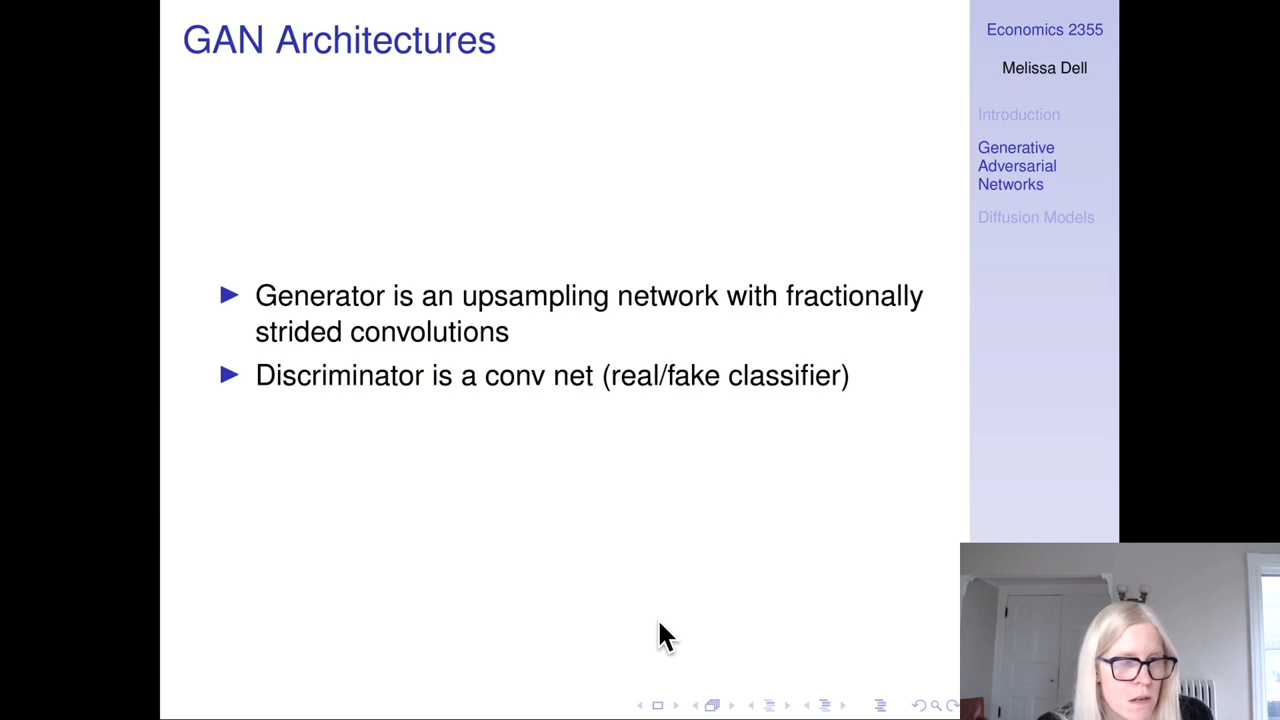 GAN Architectures
Generator is an upsampling network with fractionally
strided convolutions
Discriminator is a conv net (real/fake classifier)
Economics 2355
Melissa Dell
Introduction
Generative
Adversarial
Networks
Diffusion Models